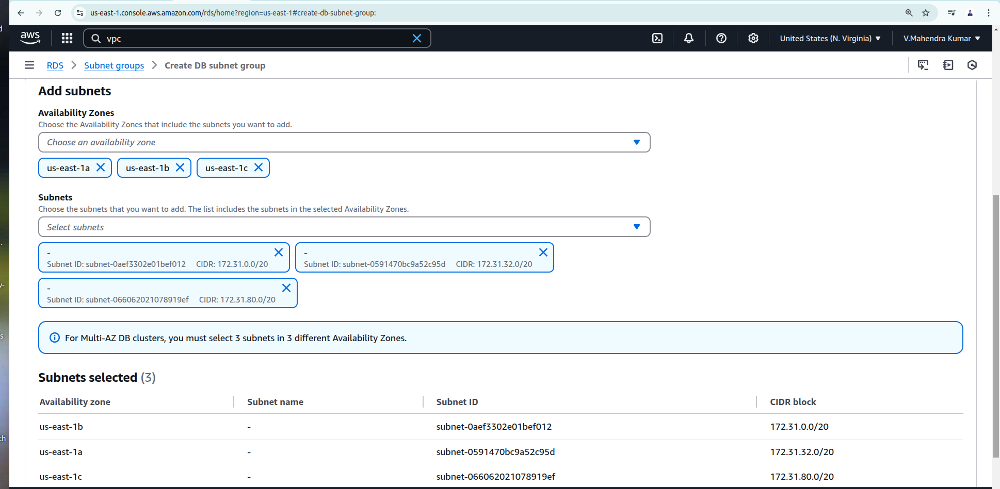 us-east-1.console.aws.amazon.com/rds/home?region=us-east-1#create-db-subnet-group:
aws
vpc
United States (N. Virginia)
V.Mahendra Kumar
RDS
Subnet groups
Create DB subnet group
Add subnets
Availability Zones
Choose the Availability Zones that include the subnets you want to add.
Choose an availability zone
us-east-1a
us-east-1b
us-east-1c
Subnets
Choose the subnets that you want to add. The list includes the subnets in the selected Availability Zones.
Select subnets
-
Subnet ID: subnet-0aef3302e01bef012 CIDR: 172.31.0.0/20
-
Subnet ID: subnet-0591470bc9a52c95d CIDR: 172.31.32.0/20
-
Subnet ID: subnet-066062021078919ef CIDR: 172.31.80.0/20
For Multi-AZ DB clusters, you must select 3 subnets in 3 different Availability Zones.
Subnets selected (3)
Availability zone Subnet name Subnet ID CIDR block
us-east-1b - subnet-0aef3302e01bef012 172.31.0.0/20
us-east-1a - subnet-0591470bc9a52c95d 172.31.32.0/20
us-east-1c - subnet-066062021078919ef 172.31.80.0/20